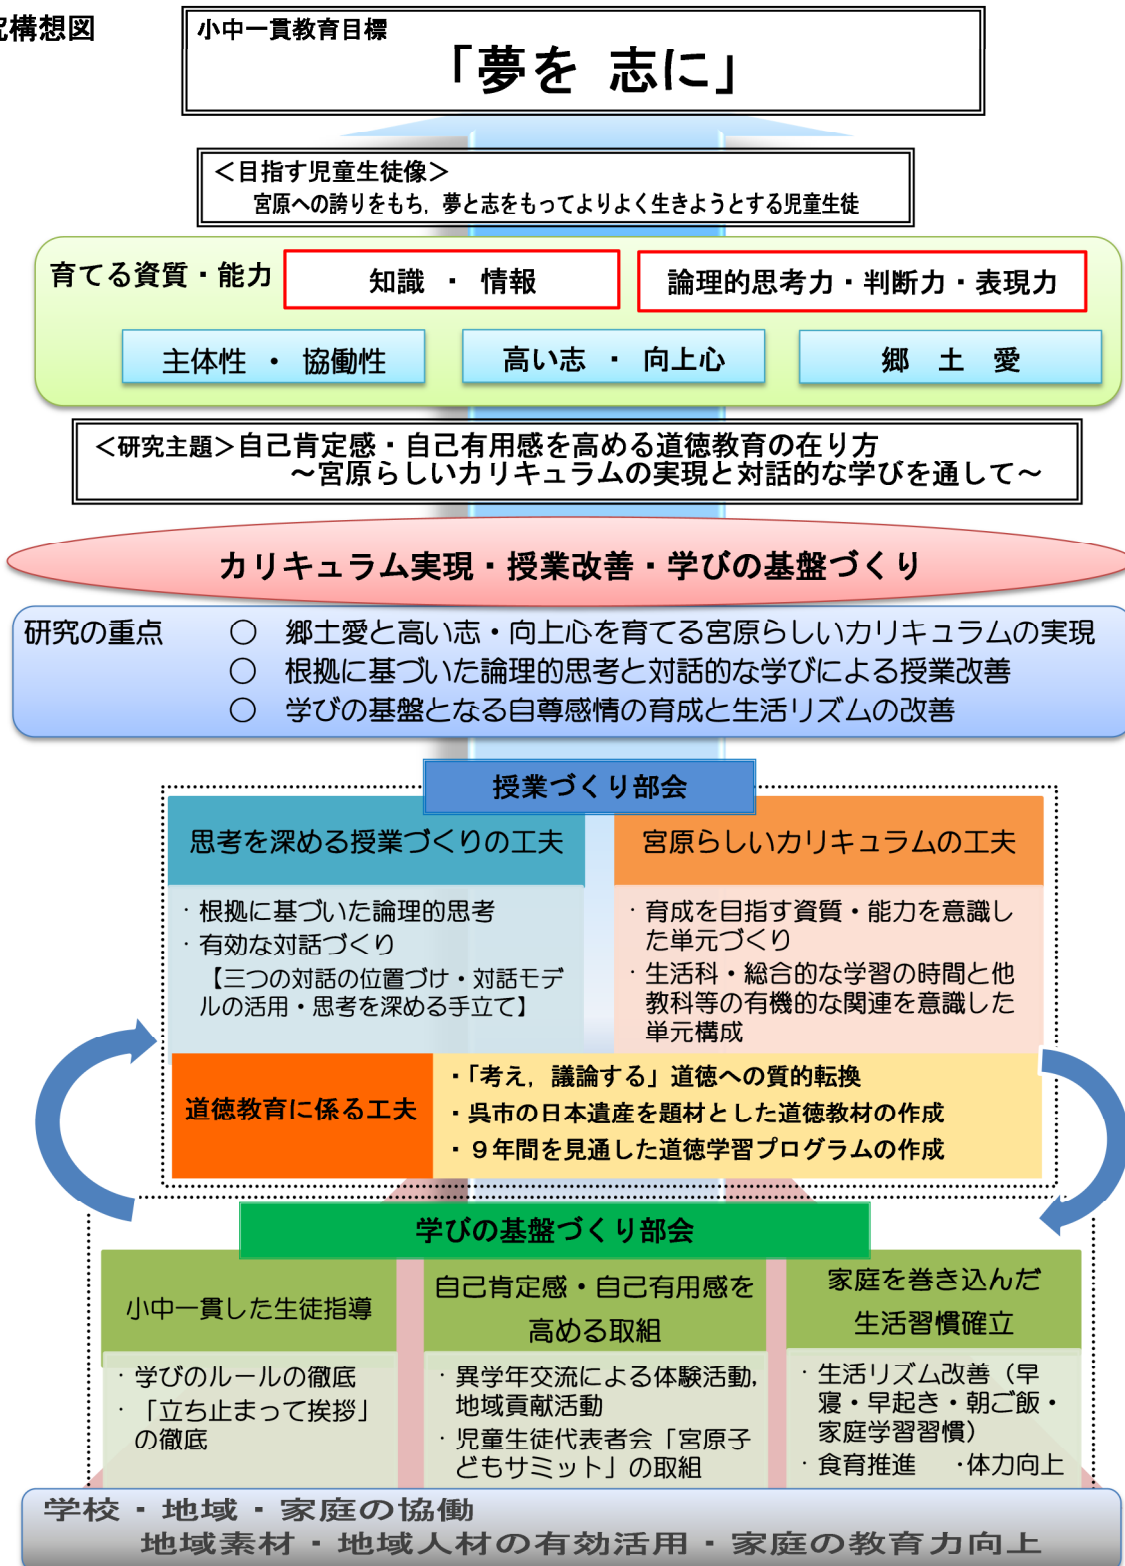 究構想図
小中一貫教育目標
「夢を 志に」
＜目指す児童生徒像＞
宮原への誇りをもち，夢と志をもってよりよく生きようとする児童生徒
育てる資質・能力
知識 ・ 情報
論理的思考力・判断力・表現力
主体性 ・ 協働性
高い志 ・ 向上心
郷 土 愛
＜研究主題＞自己肯定感・自己有用感を高める道徳教育の在り方
～宮原らしいカリキュラムの実現と対話的な学びを通して～
カリキュラム実現・授業改善・学びの基盤づくり
研究の重点 ○ 郷土愛と高い志・向上心を育てる宮原らしいカリキュラムの実現
○ 根拠に基づいた論理的思考と対話的な学びによる授業改善
○ 学びの基盤となる自尊感情の育成と生活リズムの改善
授業づくり部会
思考を深める授業づくりの工夫
・根拠に基づいた論理的思考
・有効な対話づくり
【三つの対話の位置づけ・対話モデ
ルの活用・思考を深める手立て】
宮原らしいカリキュラムの工夫
・育成を目指す資質・能力を意識し
た単元づくり
・生活科・総合的な学習の時間と他
教科等の有機的な関連を意識した
単元構成
道徳教育に係る工夫
・「考え，議論する」道徳への質的転換
・呉市の日本遺産を題材とした道徳教材の作成
・９年間を見通した道徳学習プログラムの作成
学びの基盤づくり部会
小中一貫した生徒指導
・学びのルールの徹底
・「立ち止まって挨拶」
の徹底
自己肯定感・自己有用感を
高める取組
・異学年交流による体験活動，
地域貢献活動
・児童生徒代表者会「宮原子
どもサミット」の取組
家庭を巻き込んだ
生活習慣確立
・生活リズム改善（早
寝・早起き・朝ご飯・
家庭学習習慣）
・食育推進 ・体力向上
学校・地域・家庭の協働
地域素材・地域人材の有効活用・家庭の教育力向上